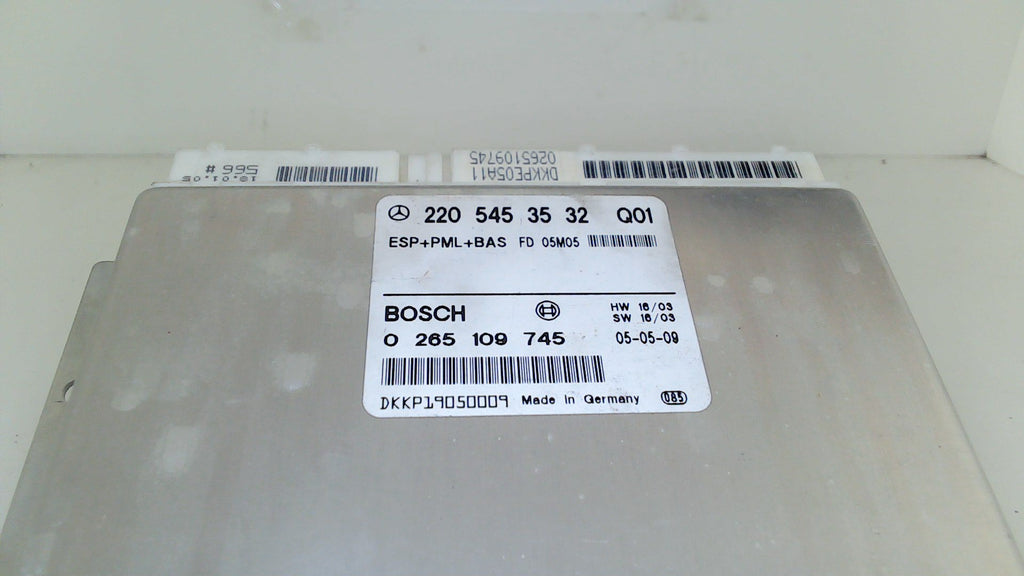 # 566
10.01.05
0265109745
DKKPE05A11
220 545 35 32 Q01
ESP+PML+BAS FD 05M05
BOSCH
HW 16/03
SW 16/03
0 265 109 745 05-05-09
DKKP19050009 Made In Germany 085